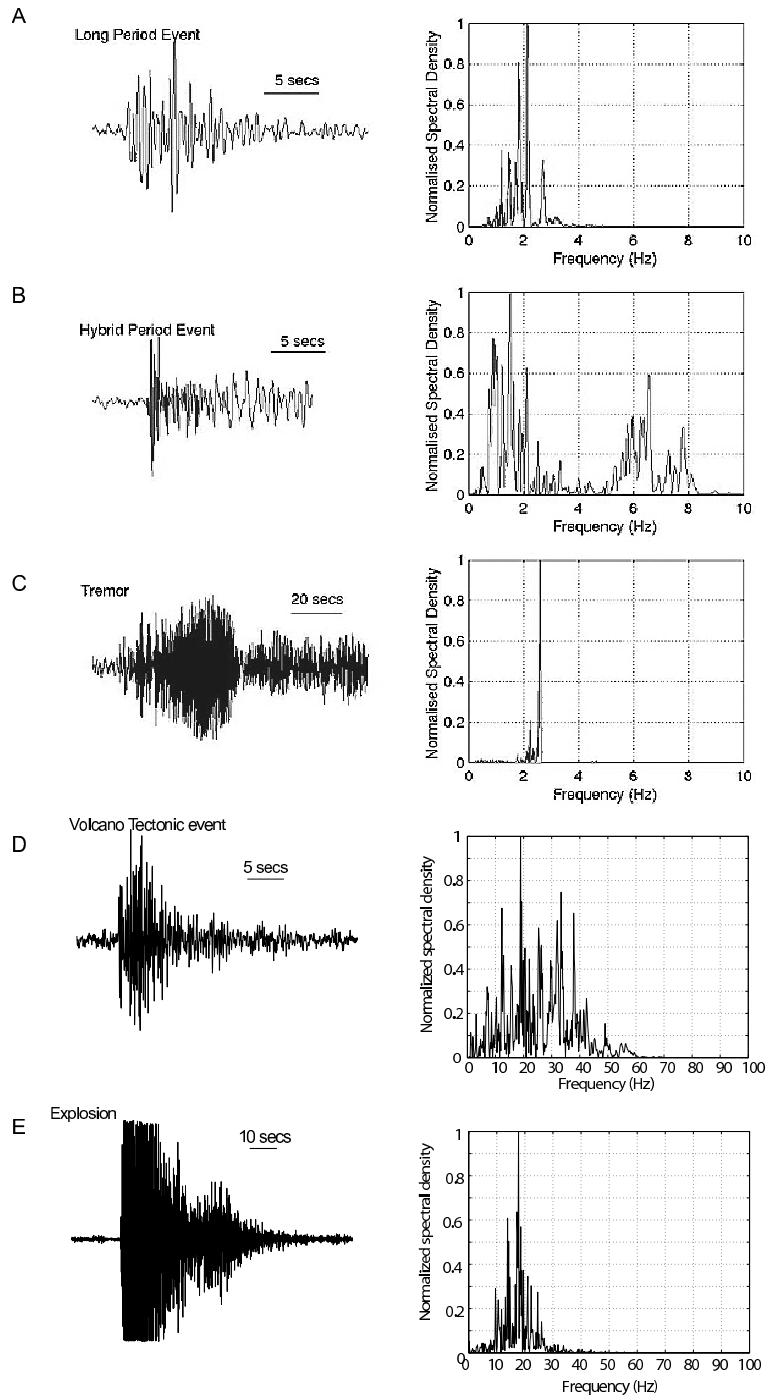 A
Long Period Event
5 secs
Normalised Spectral Density
1
0.8
0.6
0.4
0.2
0
0 2 4 6 8 10
Frequency (Hz)
B
Hybrid Period Event
5 secs
Normalised Spectral Density
1
0.8
0.6
0.4
0.2
0
0 2 4 6 8 10
Frequency (Hz)
C
Tremor
20 secs
Normalised Spectral Density
1
0.8
0.6
0.4
0.2
0
0 2 4 6 8 10
Frequency (Hz)
D
Volcano Tectonic event
5 secs
Normalized spectral density
1
0.8
0.6
0.4
0.2
0
0 10 20 30 40 50 60 70 80 90 100
Frequency (Hz)
E
Explosion
10 secs
Normalized spectral density
1
0.8
0.6
0.4
0.2
0
0 10 20 30 40 50 60 70 80 90 100
Frequency (Hz)